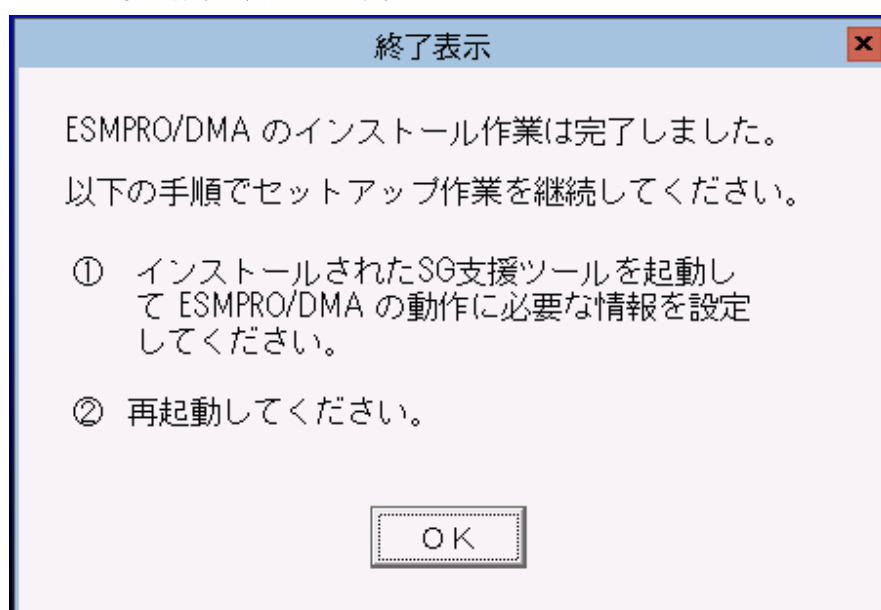 終了表示
ESMPRO/DMA のインストール作業は完了しました。
以下の手順でセットアップ作業を継続してください。
① インストールされたSG支援ツールを起動し
て ESMPRO/DMA の動作に必要な情報を設定
してください。
② 再起動してください。
OK